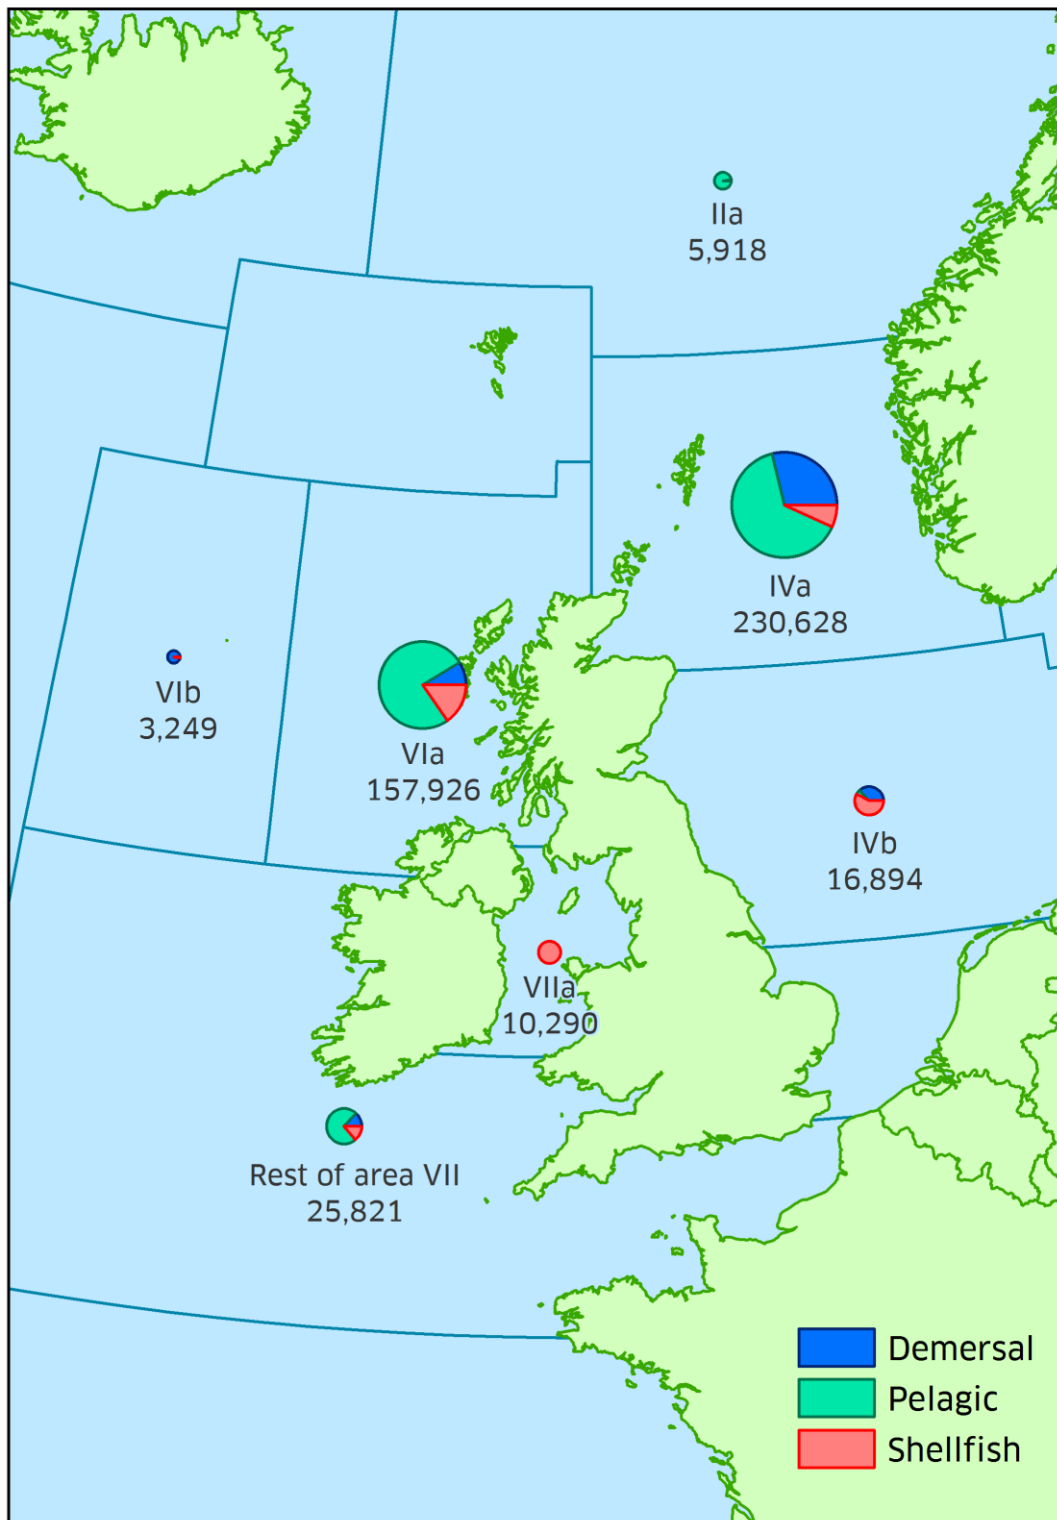 IIa
5,918
IVa
230,628
VIb
3,249
VIa
157,926
IVb
16,894
VIIa
10,290
Rest of area VII
25,821
Demersal
Pelagic
Shellfish